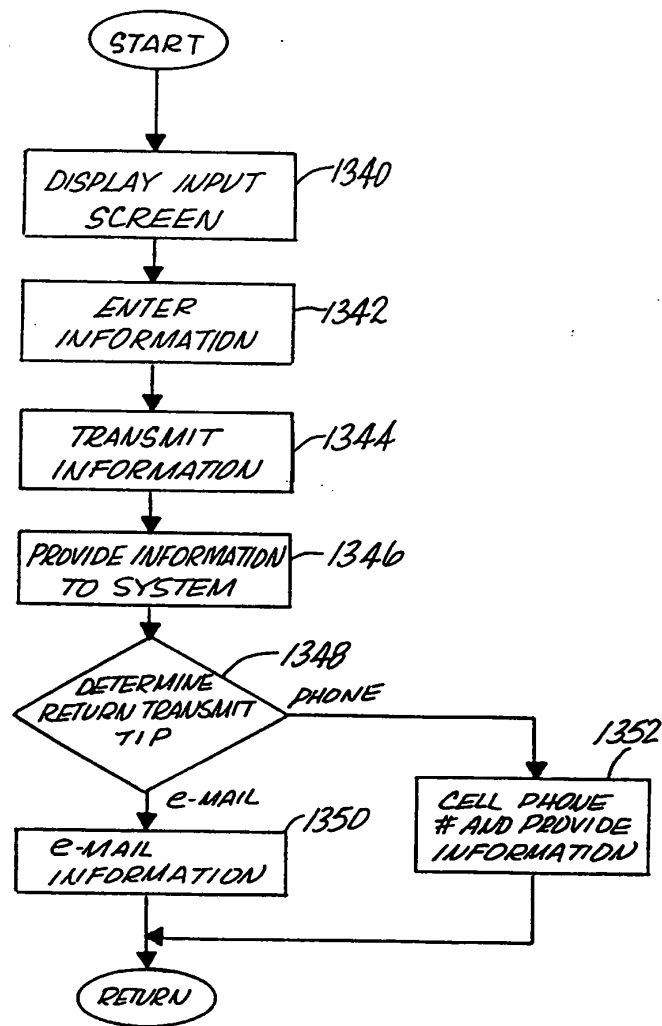 START
DISPLAY INPUT
SCREEN
1340
ENTER
INFORMATION
1342
TRANSMIT
INFORMATION
1344
PROVIDE INFORMATION
TO SYSTEM
1346
DETERMINE
RETURN TRANSMIT
TIP
1348
PHONE
e-MAIL
e-MAIL
INFORMATION
1350
CELL PHONE
# AND PROVIDE
INFORMATION
1352
RETURN